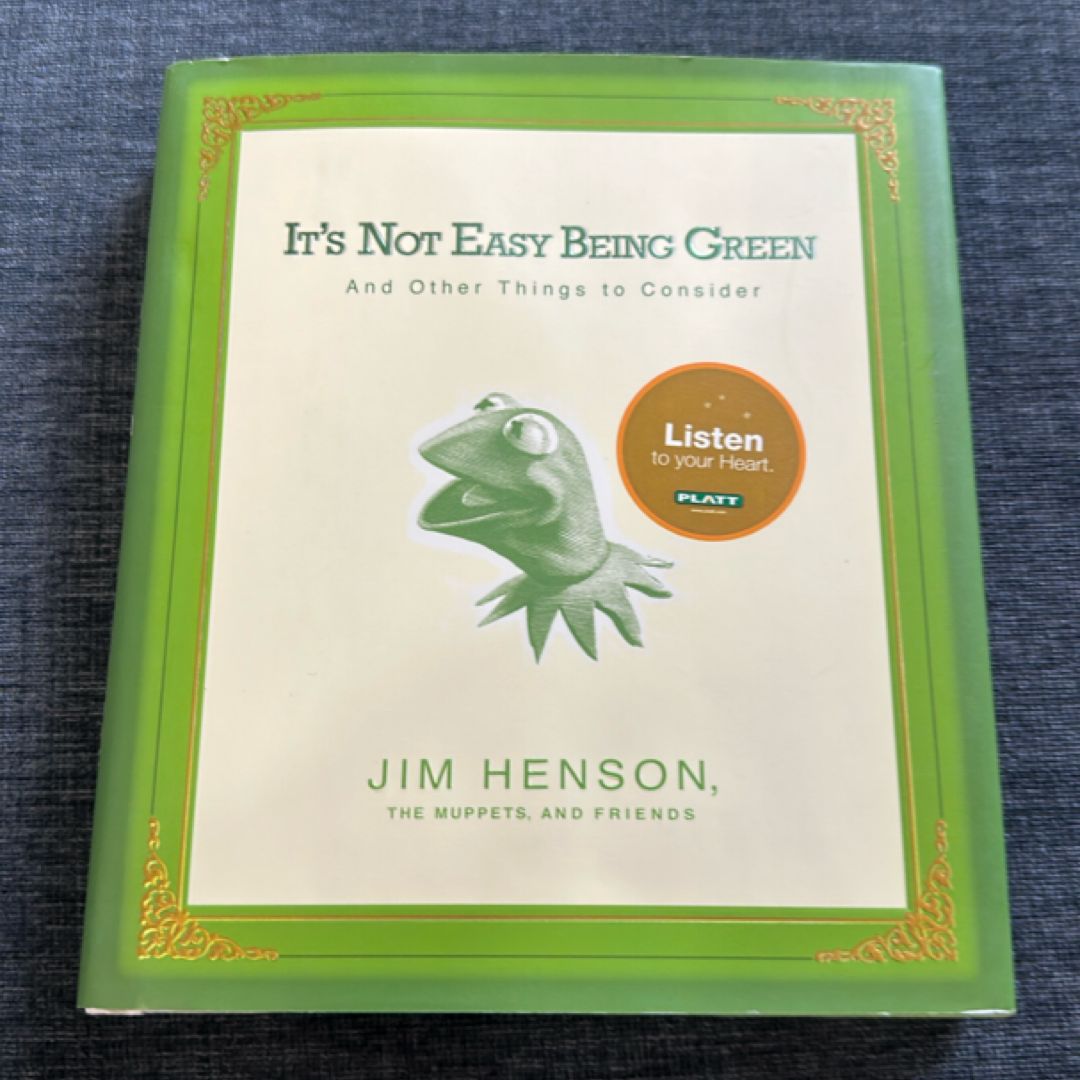 IT'S NOT EASY BEING GREEN
And Other Things to Consider
Listen
to your Heart.
PLATT
JIM HENSON,
THE MUPPETS, AND FRIENDS